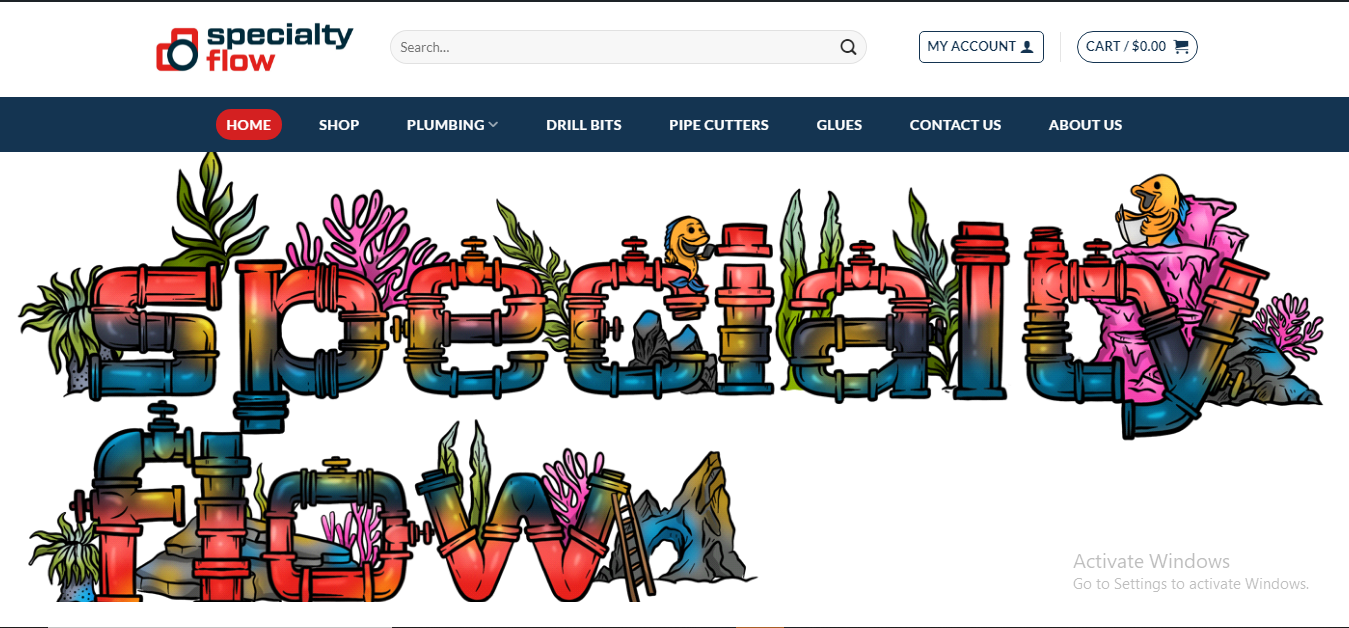 specialty
flow
Search...
MY ACCOUNT
CART / $0.00
HOME
SHOP
PLUMBING
DRILL BITS
PIPE CUTTERS
GLUES
CONTACT US
ABOUT US
specialty
flow
Activate Windows
Go to Settings to activate Windows.